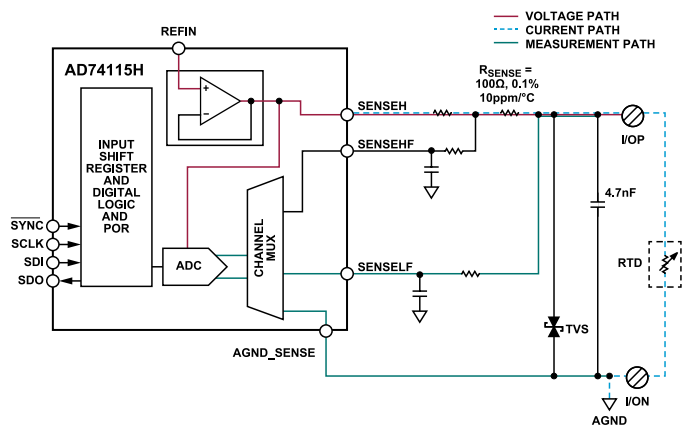 VOLTAGE PATH
CURRENT PATH
MEASUREMENT PATH
REFIN
AD74115H
RSENSE =
100Ω, 0.1%
10ppm/°C
+
−
SENSEH
I/OP
INPUT
SHIFT
REGISTER
AND
DIGITAL
LOGIC
AND
POR
SENSEHF
4.7nF
SYNC
SCLK
SDI
SDO
ADC
CHANNEL
MUX
SENSELF
RTD
TVS
AGND_SENSE
I/ON
AGND